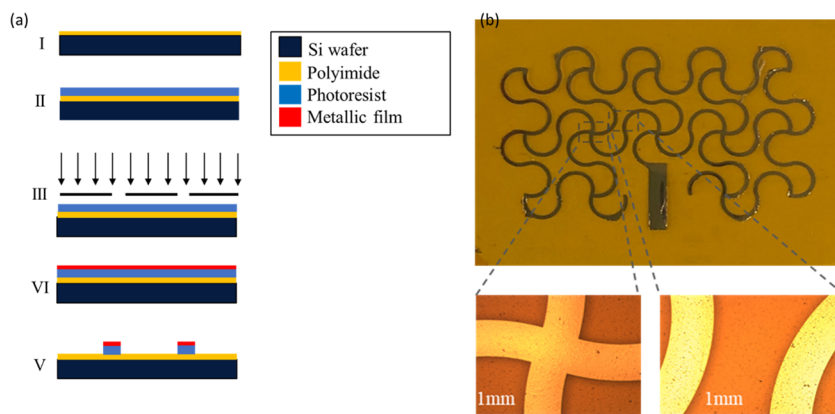 (a)
I
II
III
VI
V
Si wafer
Polyimide
Photoresist
Metallic film
(b)
1mm
1mm